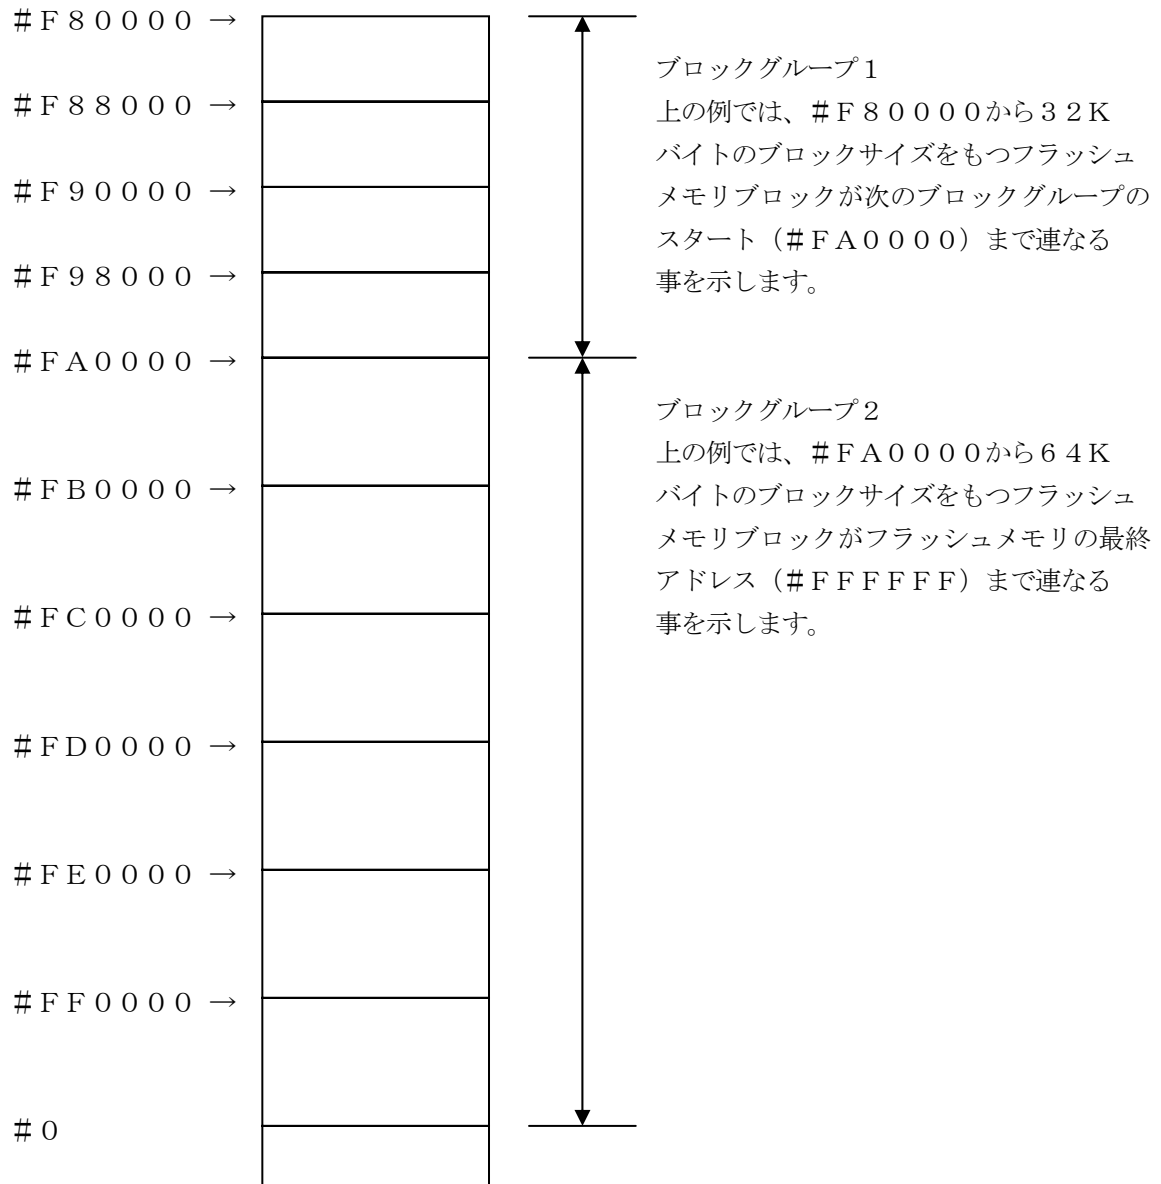 ＃Ｆ８００００ →
ブロックグループ１
＃Ｆ８８０００ →
上の例では、＃Ｆ８００００から３２Ｋ
バイトのブロックサイズをもつフラッシュ
＃Ｆ９００００ →
メモリブロックが次のブロックグループの
スタート（＃ＦＡ００００）まで連なる
＃Ｆ９８０００ →
事を示します。
＃ＦＡ００００ →
ブロックグループ２
上の例では、＃ＦＡ００００から６４Ｋ
＃ＦＢ００００ →
バイトのブロックサイズをもつフラッシュ
メモリブロックがフラッシュメモリの最終
アドレス（＃ＦＦＦＦＦＦ）まで連なる
＃ＦＣ００００ →
事を示します。
＃ＦＤ００００ →
＃ＦＥ００００ →
＃ＦＦ００００ →
＃０